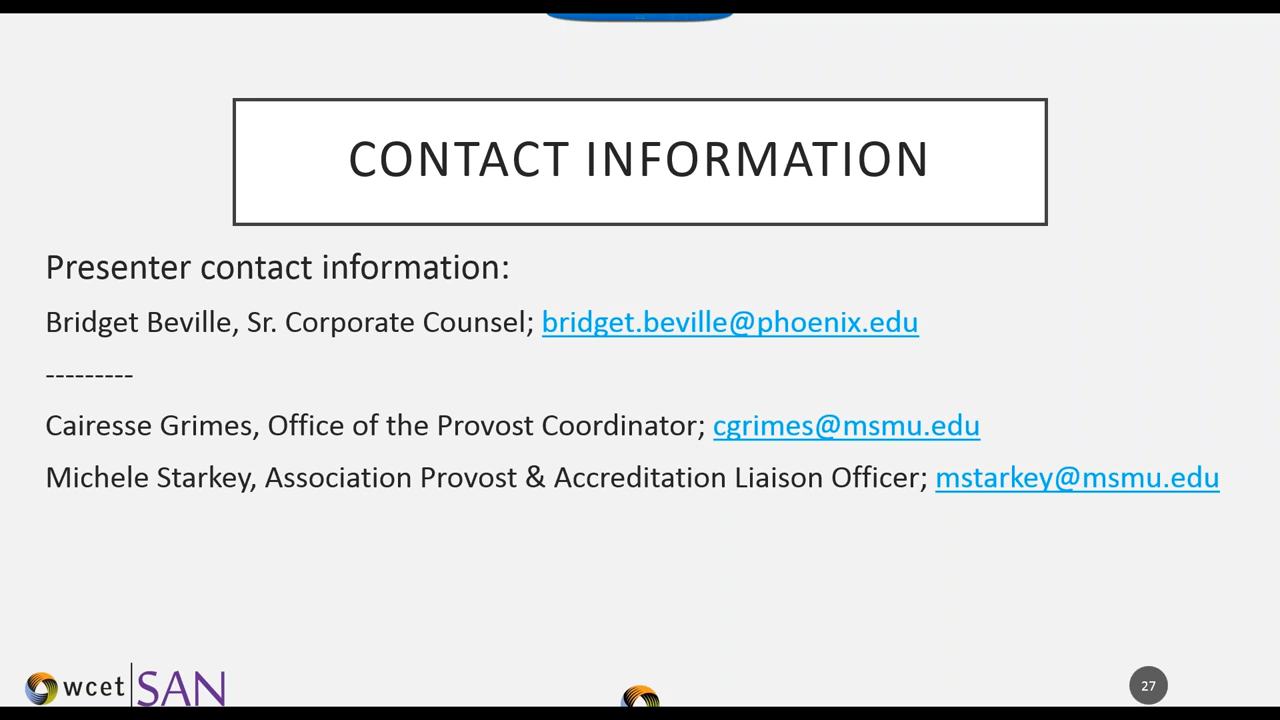 CONTACT INFORMATION
Presenter contact information:
Bridget Beville, Sr. Corporate Counsel; bridget.beville@phoenix.edu
---------
Cairesse Grimes, Office of the Provost Coordinator; cgrimes@msmu.edu
Michele Starkey, Association Provost & Accreditation Liaison Officer; mstarkey@msmu.edu
wcet SAN
27